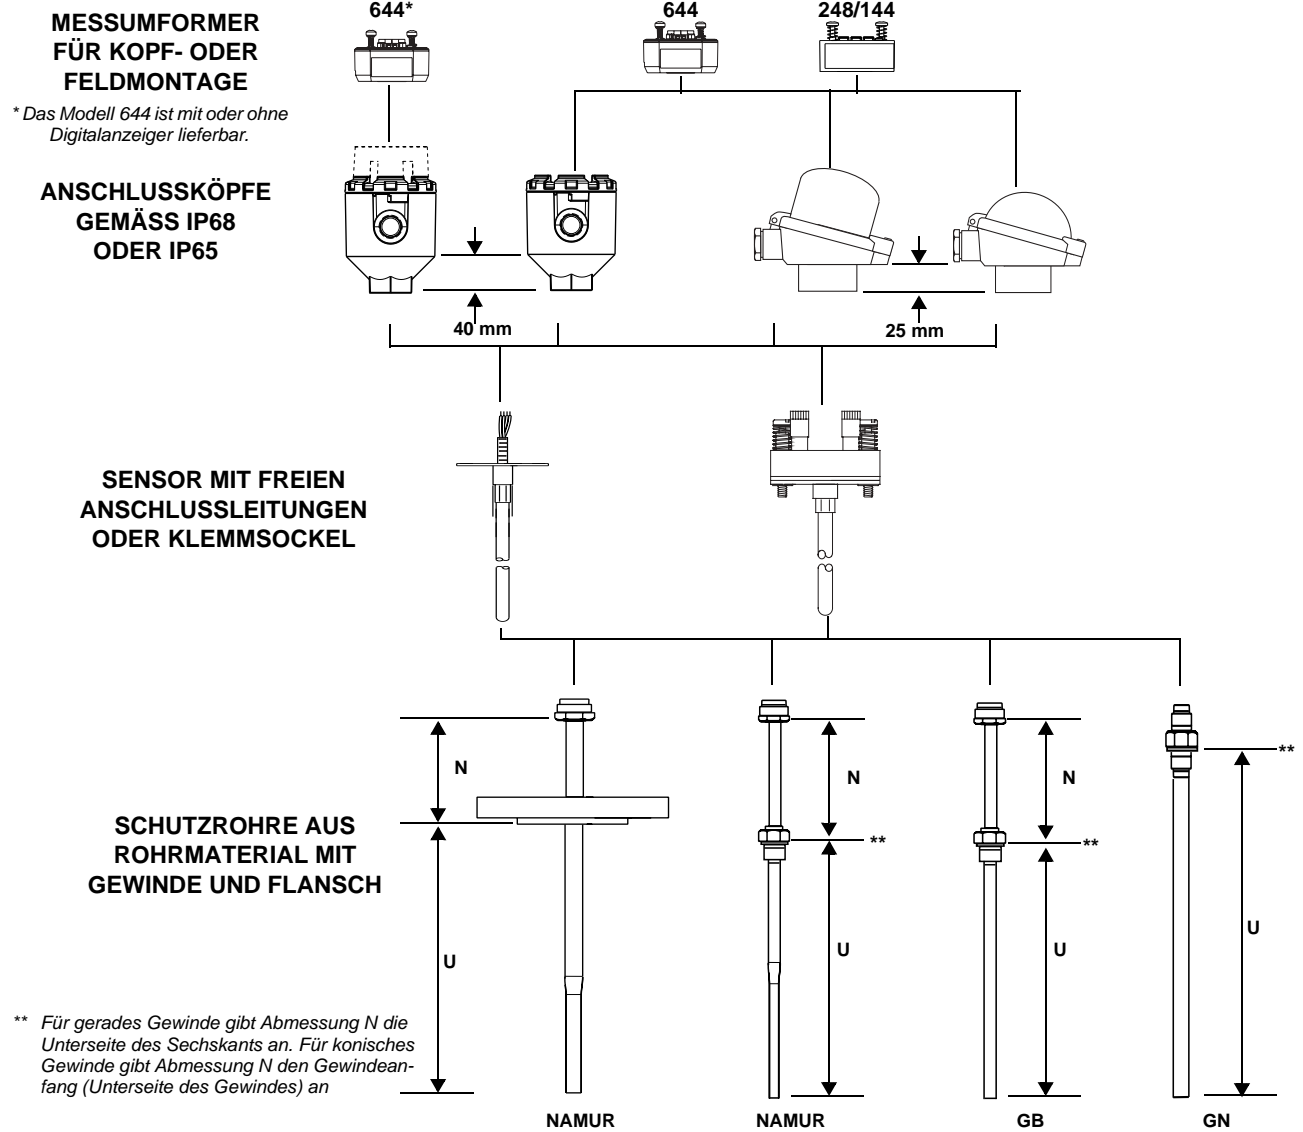 644*
644
248/144
MESSUMFORMER
FÜR KOPF- ODER
FELDMONTAGE
* Das Modell 644 ist mit oder ohne
Digitalanzeiger lieferbar.
ANSCHLUSSKÖPFE
GEMÄSS IP68
ODER IP65
40 mm
25 mm
SENSOR MIT FREIEN
ANSCHLUSSLEITUNGEN
ODER KLEMMSOCKEL
N
N
N
**
**
**
SCHUTZROHRE AUS
ROHRMATERIAL MIT
GEWINDE UND FLANSCH
U
U
U
U
** Für gerades Gewinde gibt Abmessung N die
Unterseite des Sechskants an. Für konisches
Gewinde gibt Abmessung N den Gewindean-
fang (Unterseite des Gewindes) an
NAMUR
NAMUR
GB
GN